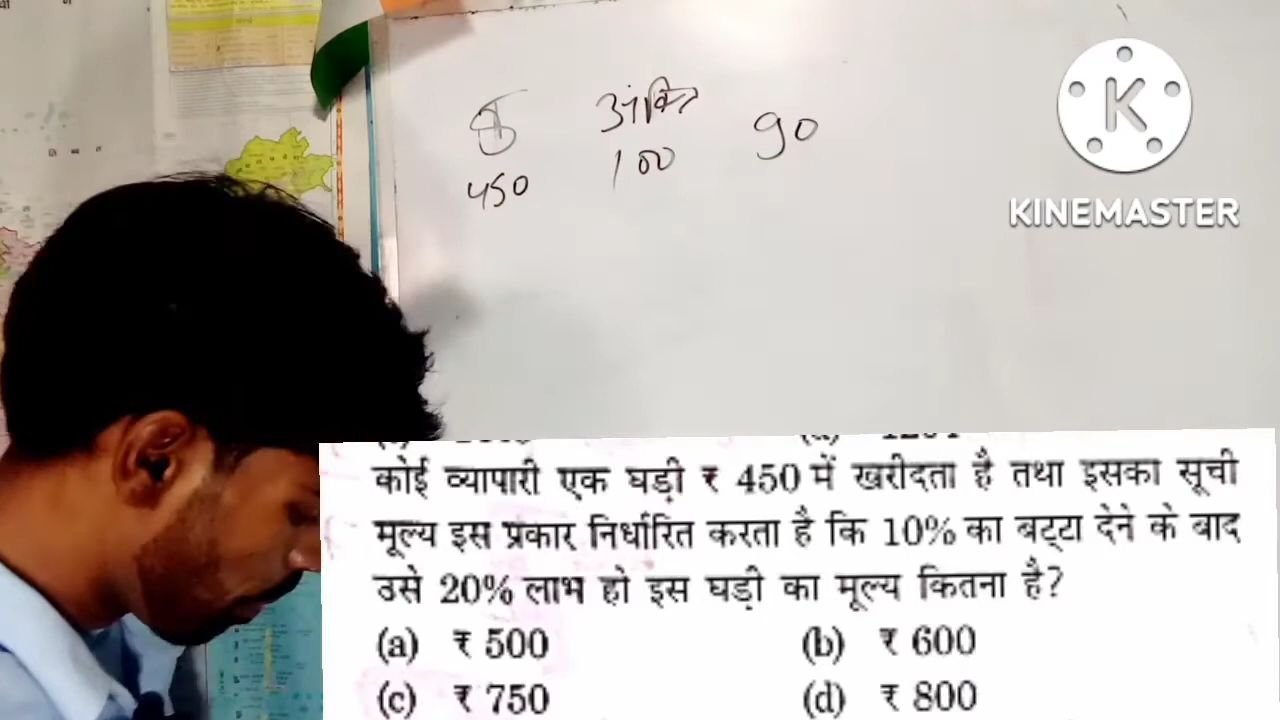 अंकित 90
450 100
KINEMASTER
कोई व्यापारी एक घड़ी ₹ 450 में खरीदता है तथा इसका सूची
मूल्य इस प्रकार निर्धारित करता है कि 10% का बट्टा देने के बाद
उसे 20% लाभ हो इस घड़ी का मूल्य कितना है?
(a) ₹ 500 (b) ₹ 600
(c) ₹ 750 (d) ₹ 800